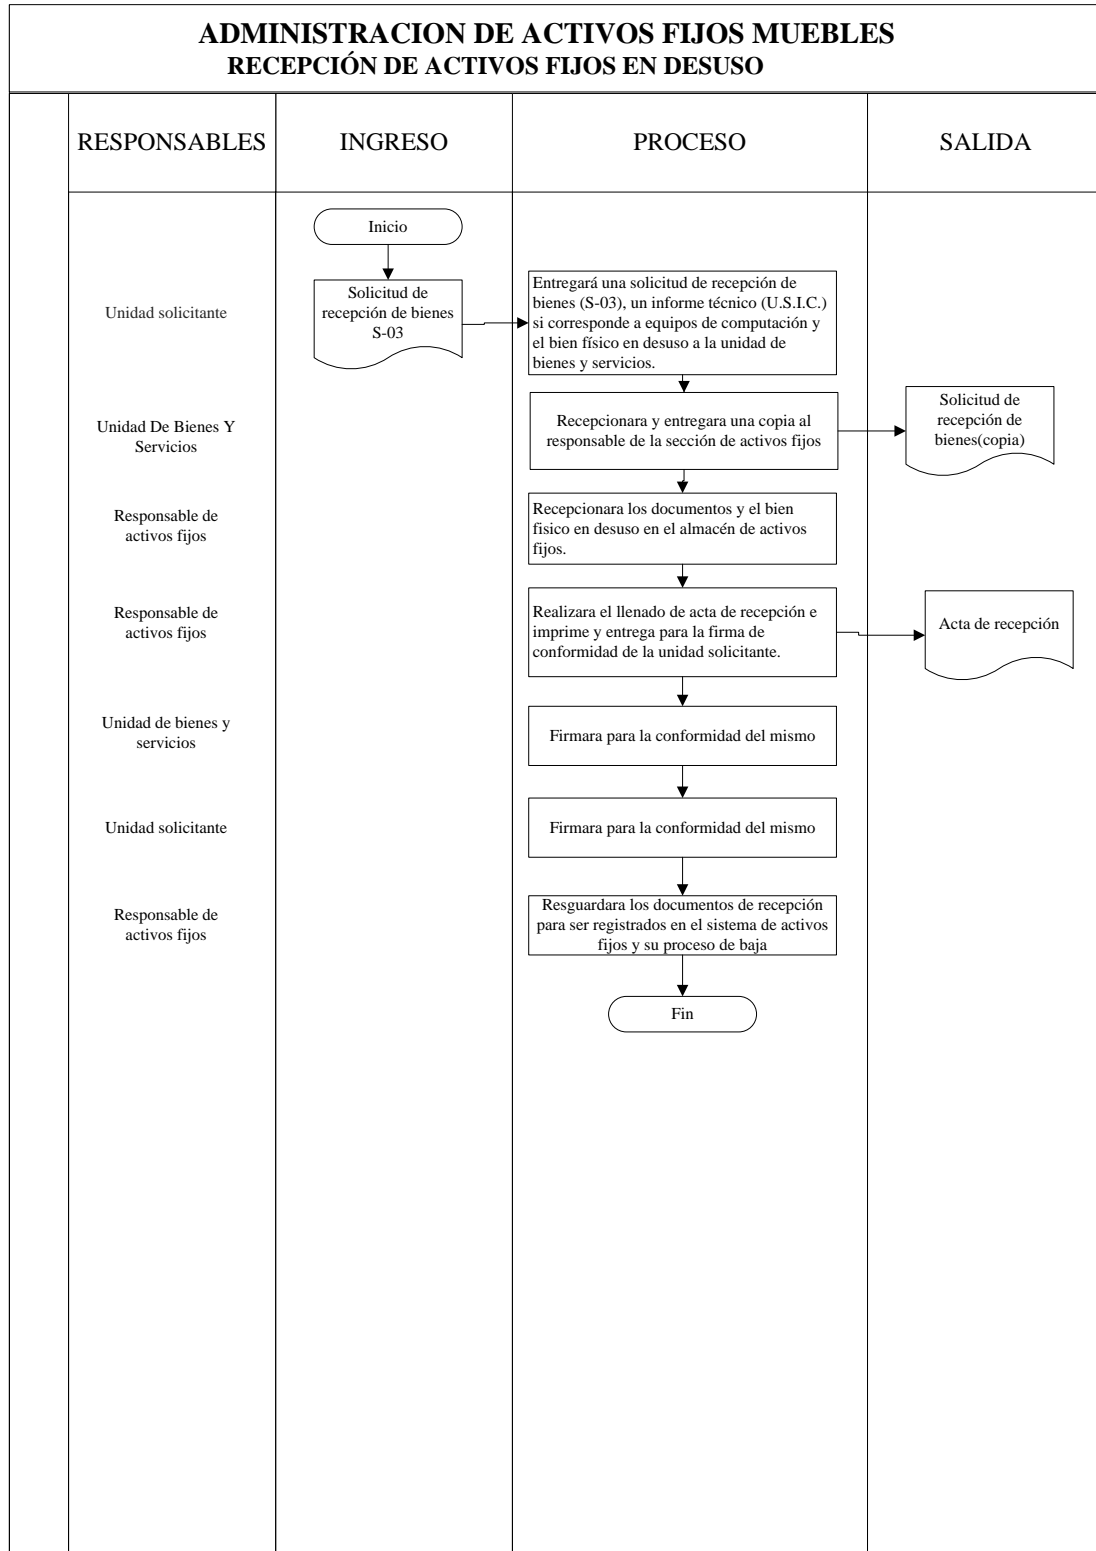 ADMINISTRACION DE ACTIVOS FIJOS MUEBLES
RECEPCIÓN DE ACTIVOS FIJOS EN DESUSO
RESPONSABLES
INGRESO
PROCESO
SALIDA
Inicio
Unidad solicitante
Solicitud de
recepción de bienes
S-03
Entregará una solicitud de recepción de
bienes (S-03), un informe técnico (U.S.I.C.)
si corresponde a equipos de computación y
el bien físico en desuso a la unidad de
bienes y servicios.
Unidad De Bienes Y
Servicios
Recepcionara y entregara una copia al
responsable de la sección de activos fijos
Solicitud de
recepción de
bienes(copia)
Responsable de
activos fijos
Recepcionara los documentos y el bien
fisico en desuso en el almacén de activos
fijos.
Responsable de
activos fijos
Realizara el llenado de acta de recepción e
imprime y entrega para la firma de
conformidad de la unidad solicitante.
Acta de recepción
Unidad de bienes y
servicios
Firmara para la conformidad del mismo
Unidad solicitante
Firmara para la conformidad del mismo
Responsable de
activos fijos
Resguardara los documentos de recepción
para ser registrados en el sistema de activos
fijos y su proceso de baja
Fin